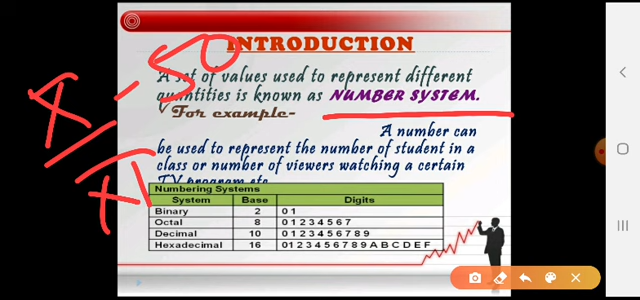 INTRODUCTION
A set of values used to represent different
quantities is known as NUMBER SYSTEM.
For example-
A number can
be used to represent the number of student in a
class or number of viewers watching a certain
TV program etc
Numbering Systems
System Base Digits
Binary 2 0 1
Octal 8 0 1 2 3 4 5 6 7
Decimal 10 0 1 2 3 4 5 6 7 8 9
Hexadecimal 16 0 1 2 3 4 5 6 7 8 9 A B C D E F